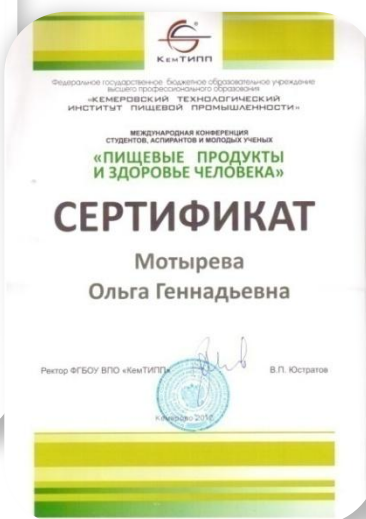 КемТИПП
Федеральное государственное бюджетное образовательное учреждение
высшего профессионального образования
«КЕМЕРОВСКИЙ ТЕХНОЛОГИЧЕСКИЙ
ИНСТИТУТ ПИЩЕВОЙ ПРОМЫШЛЕННОСТИ»
МЕЖДУНАРОДНАЯ КОНФЕРЕНЦИЯ
СТУДЕНТОВ, АСПИРАНТОВ И МОЛОДЫХ УЧЕНЫХ
«ПИЩЕВЫЕ ПРОДУКТЫ
И ЗДОРОВЬЕ ЧЕЛОВЕКА»
СЕРТИФИКАТ
Мотырева
Ольга Геннадьевна
Ректор ФГБОУ ВПО «КемТИПП» В.П. Юстратов
Кемерово